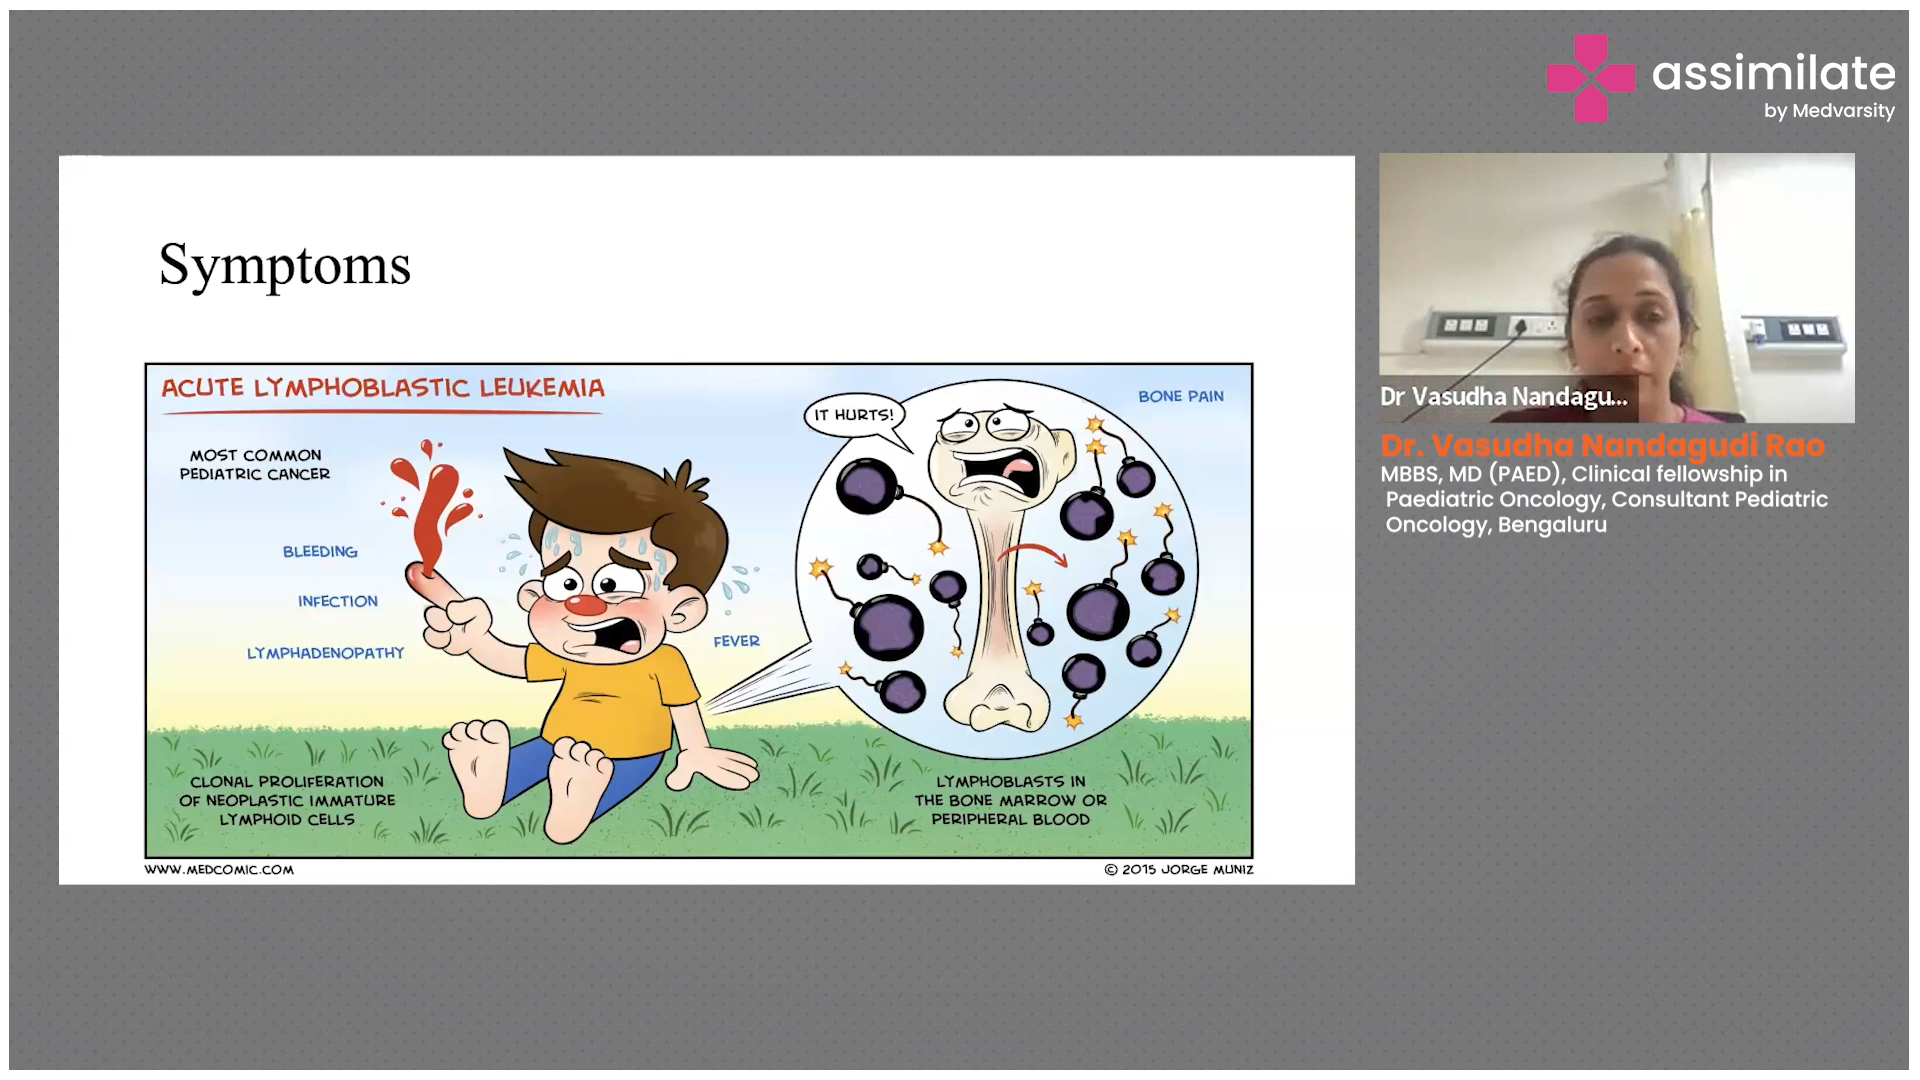 assimilate
by Medvarsity
Symptoms
ACUTE LYMPHOBLASTIC LEUKEMIA
MOST COMMON
PEDIATRIC CANCER
BLEEDING
INFECTION
LYMPHADENOPATHY
FEVER
IT HURTS!
BONE PAIN
CLONAL PROLIFERATION
OF NEOPLASTIC IMMATURE
LYMPHOID CELLS
LYMPHOBLASTS IN
THE BONE MARROW OR
PERIPHERAL BLOOD
WWW.MEDCOMIC.COM
© 2015 JORGE MUNIZ
Dr Vasudha Nandagu...
Dr. Vasudha Nandagudi Rao
MBBS, MD (PAED), Clinical fellowship in
Paediatric Oncology, Consultant Pediatric
Oncology, Bengaluru